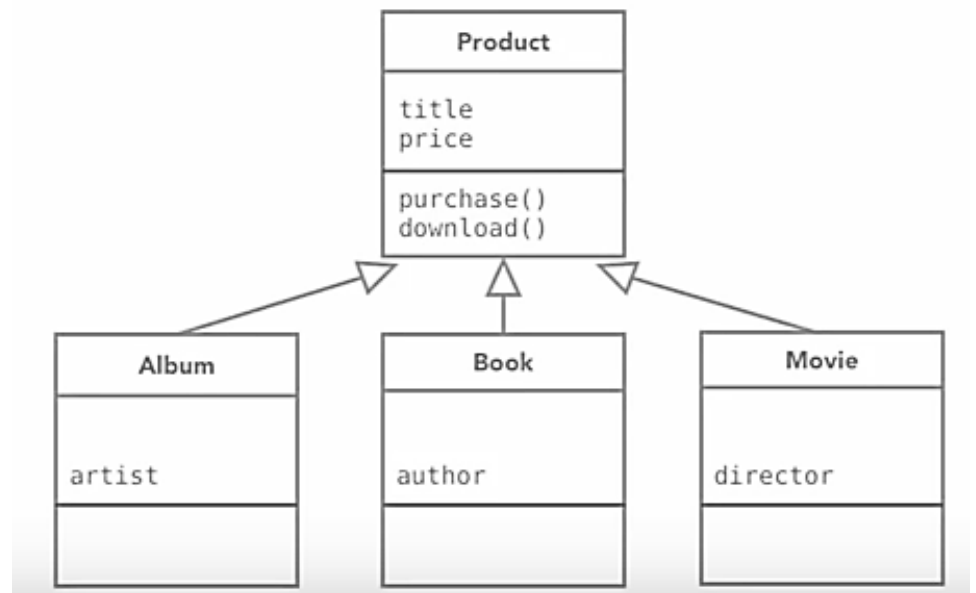 Product
title
price
purchase()
download()
Album
artist
Book
author
Movie
director